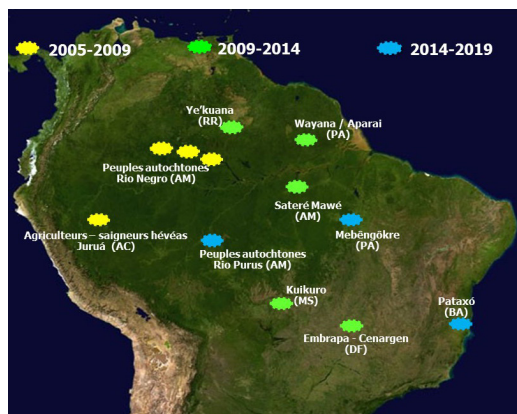 2005-2009
2009-2014
2014-2019
Ye'kuana
(RR)
Wayana / Aparai
(PA)
Peuples autochtones
Rio Negro (AM)
Sateré Mawé
(AM)
Agriculteurs – saigneurs hévéas
Juruá (AC)
Mebêngôkre
(PA)
Peuples autochtones
Rio Purus (AM)
Kuikuro
(MS)
Pataxó
(BA)
Embrapa - Cenargen
(DF)